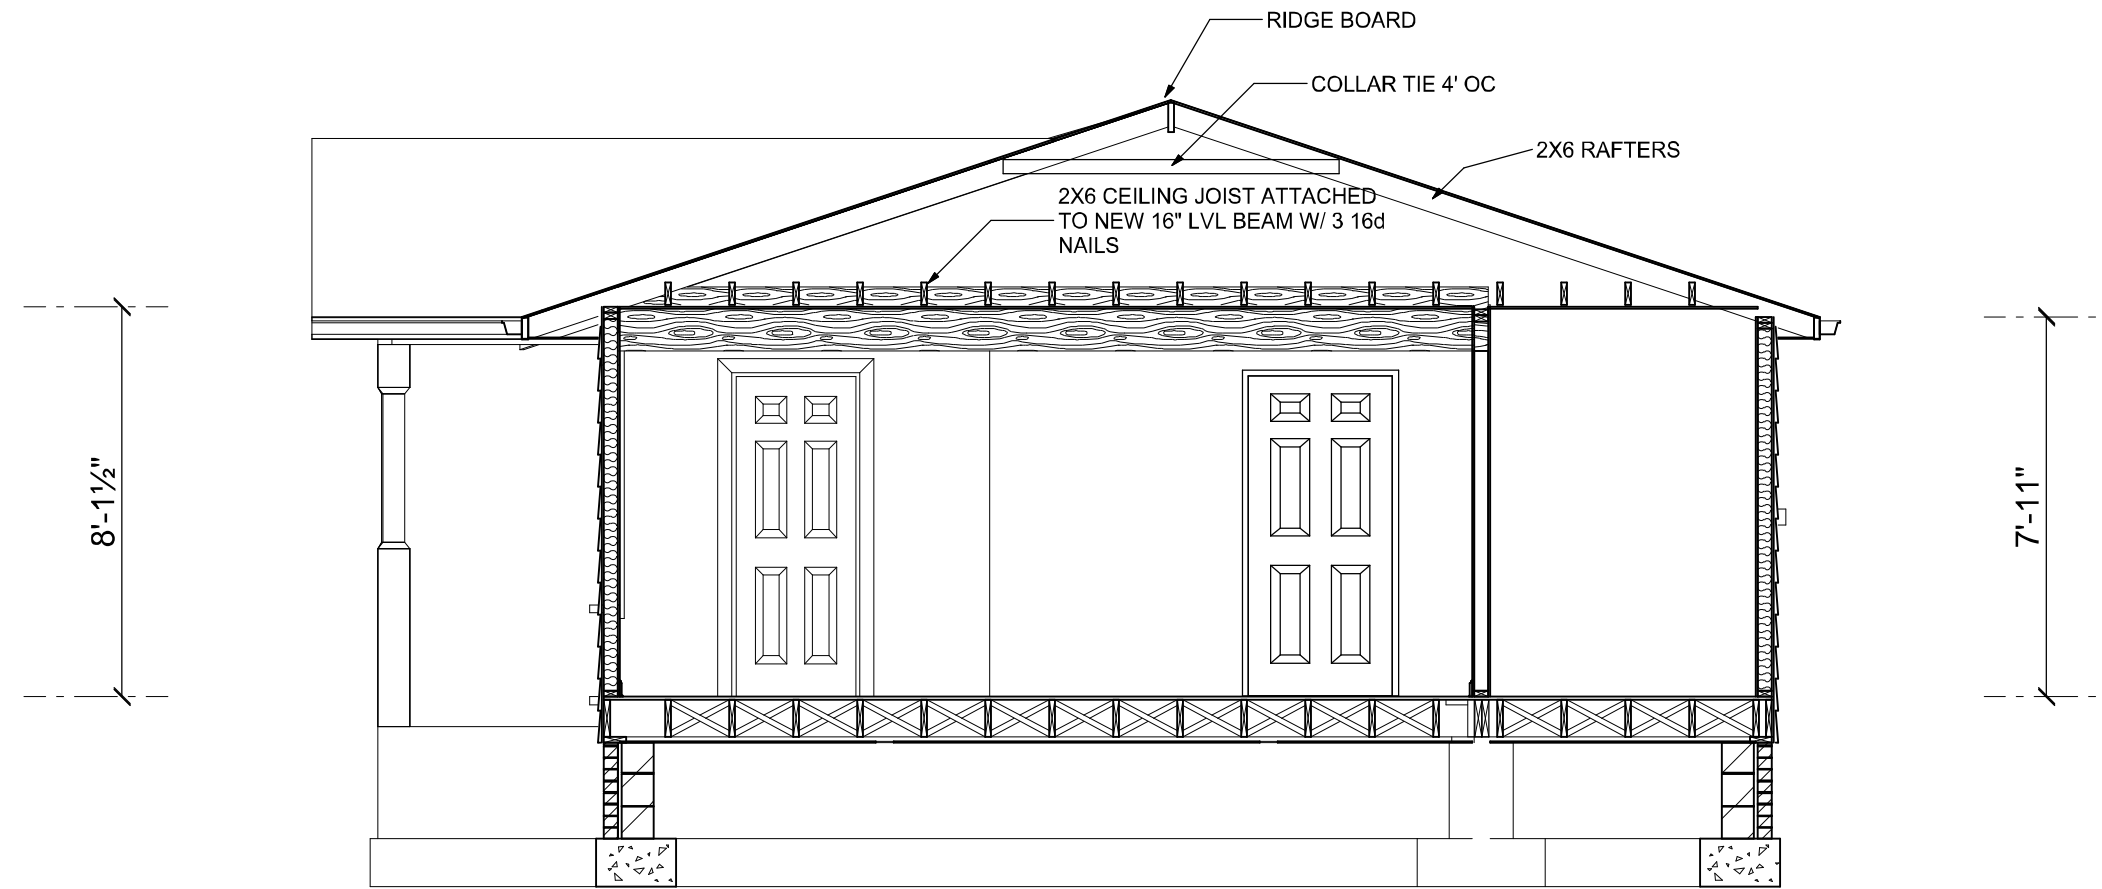 RIDGE BOARD
COLLAR TIE 4' OC
2X6 RAFTERS
2X6 CEILING JOIST ATTACHED
TO NEW 16" LVL BEAM W/ 3 16d
NAILS
8'-1½"
7'-11"